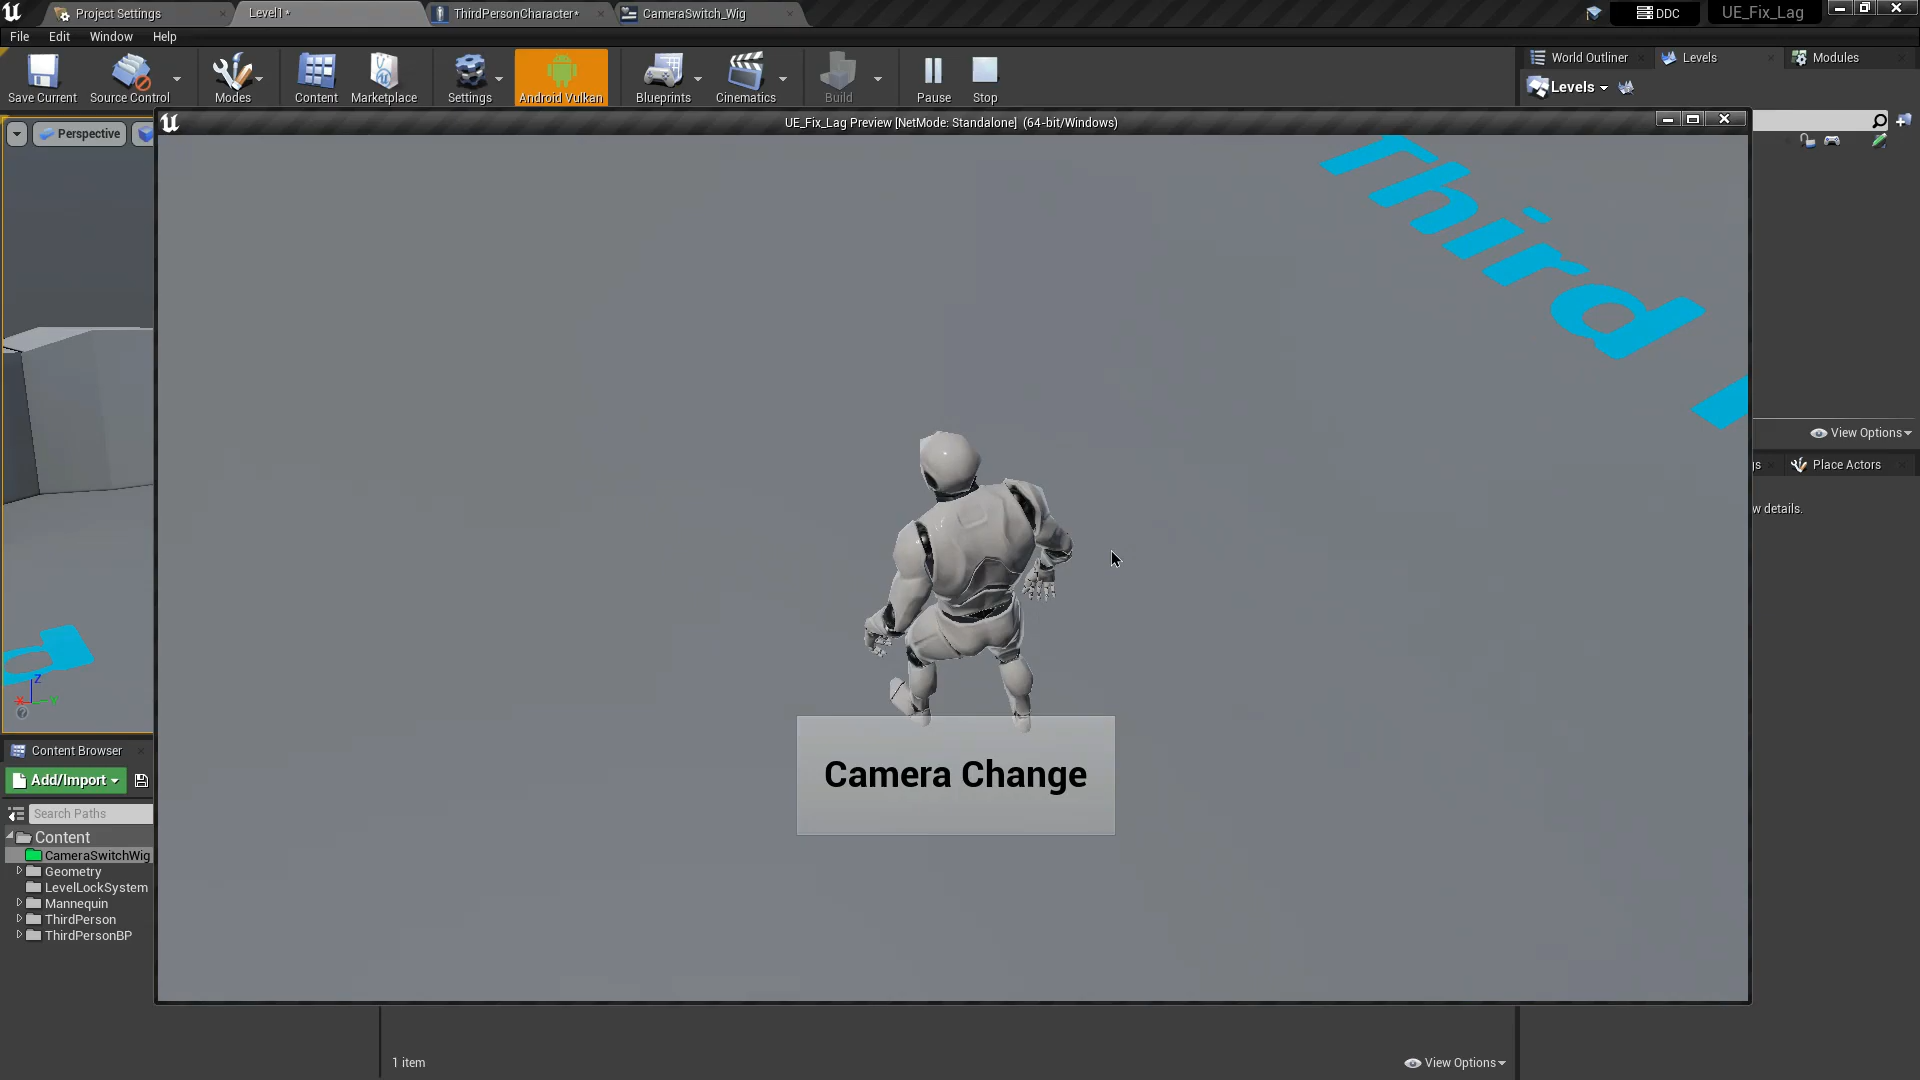 Project Settings
Level1*
ThirdPersonCharacter*
CameraSwitch_Wig
DDC
UE_Fix_Lag
File Edit Window Help
Save Current
Source Control
Modes
Content
Marketplace
Settings
Android Vulkan
Blueprints
Cinematics
Build
Pause
Stop
World Outliner
Levels
Modules
Levels
Perspective
UE_Fix_Lag Preview [NetMode: Standalone] (64-bit/Windows)
Third
View Options
Place Actors
w details.
Z
X
Y
Camera Change
Content Browser
Add/Import
Search Paths
Content
CameraSwitchWig
Geometry
LevelLockSystem
Mannequin
ThirdPerson
ThirdPersonBP
1 item
View Options